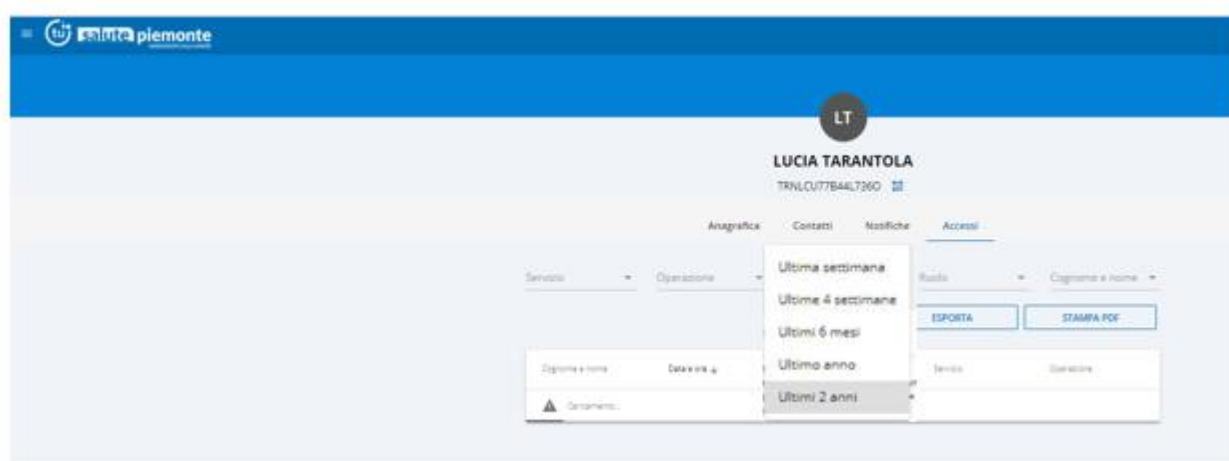 tu salute piemonte
LT
LUCIA TARANTOLA
TRNLCU77B44L736O
Anagrafica Contatti Notifiche Accessi
Servizio Operazione Ruolo Cognome e nome
Ultima settimana
Ultime 4 settimane
Ultimi 6 mesi
Ultimo anno
Ultimi 2 anni
ESPORTA STAMPA PDF
Cognome e nome Data e ora Servizio Operazione
Caricamento...